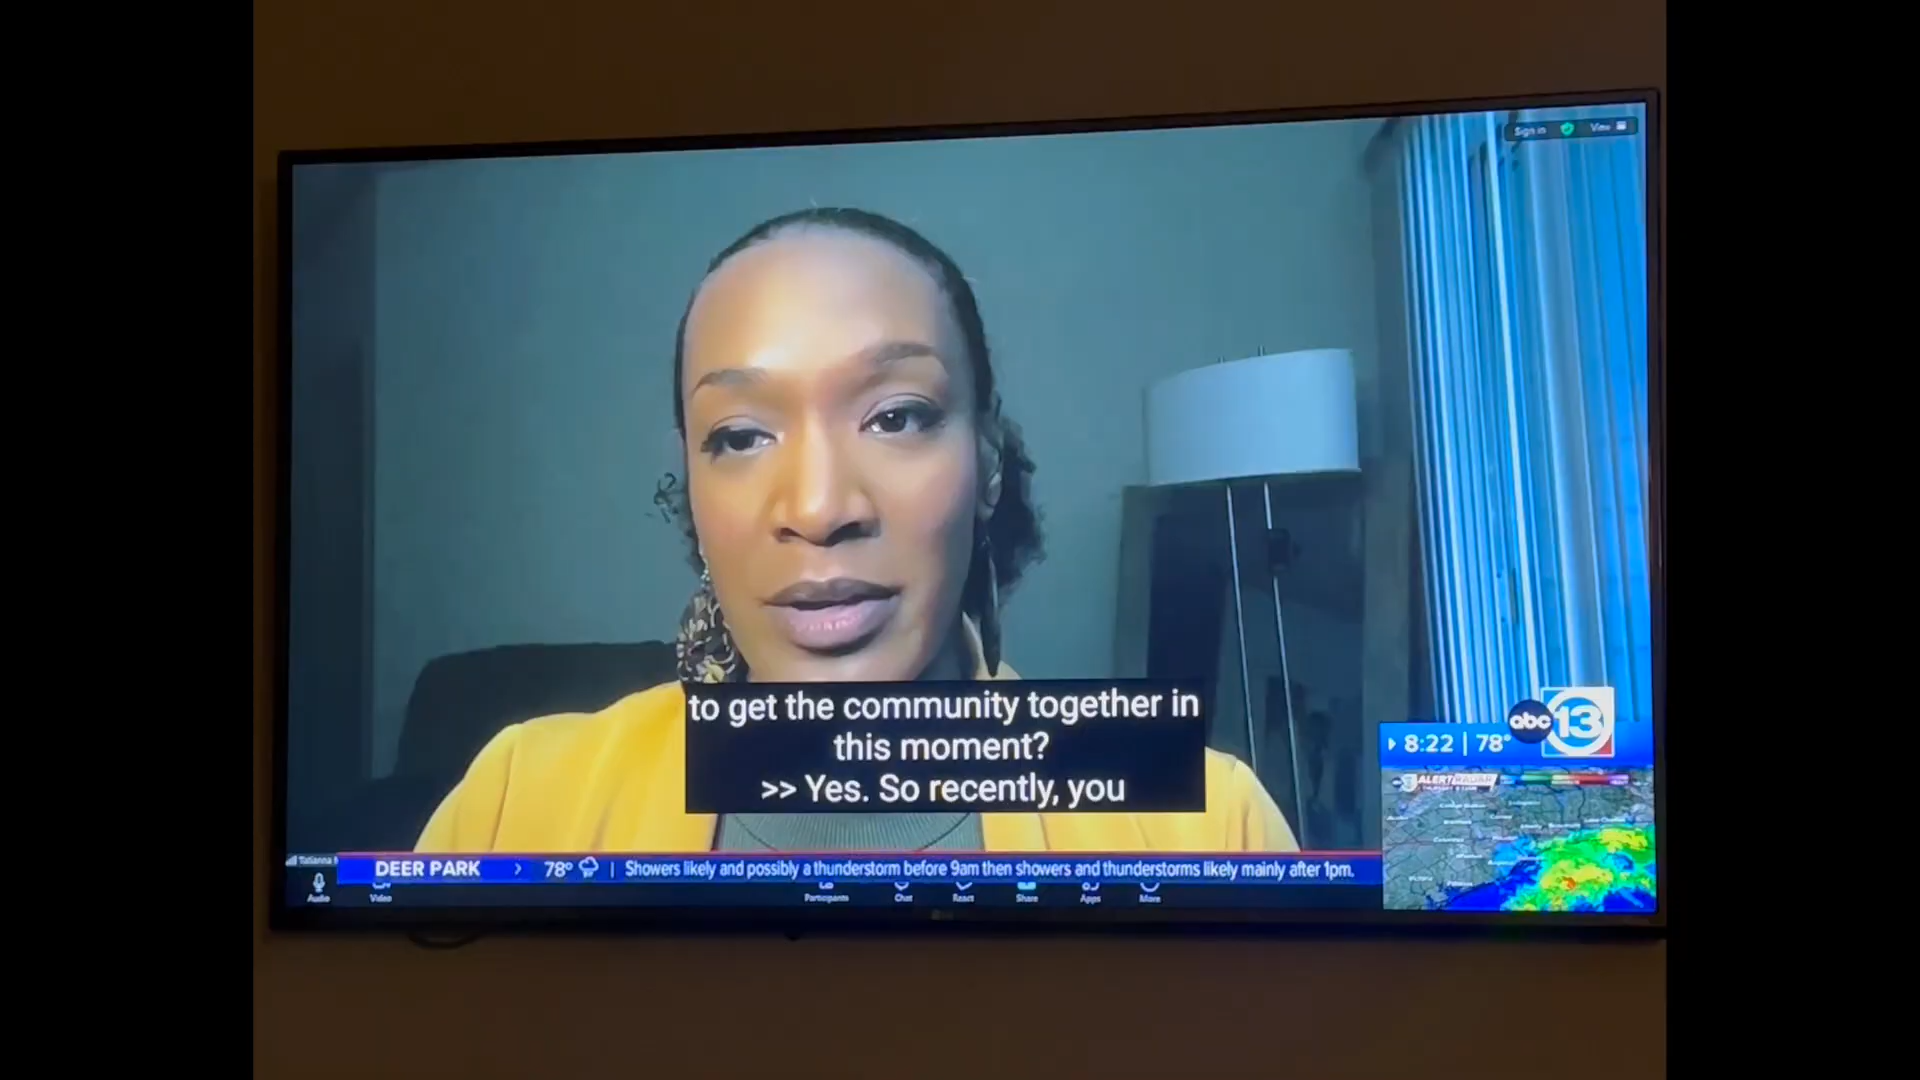 Sign in
View
to get the community together in
this moment?
>> Yes. So recently, you
abc 13
8:22 | 78°
ALERT RADAR
Tatianna
DEER PARK > 78° | Showers likely and possibly a thunderstorm before 9am then showers and thunderstorms likely mainly after 1pm.
Audio
Video
Participants
Chat
React
Share
Apps
More